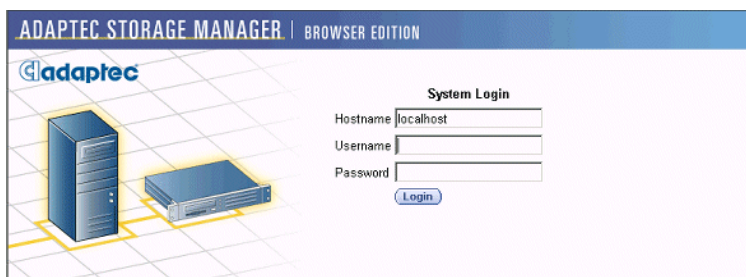 ADAPTEC STORAGE MANAGER | BROWSER EDITION
adaptec
System Login
Hostname localhost
Username
Password
Login